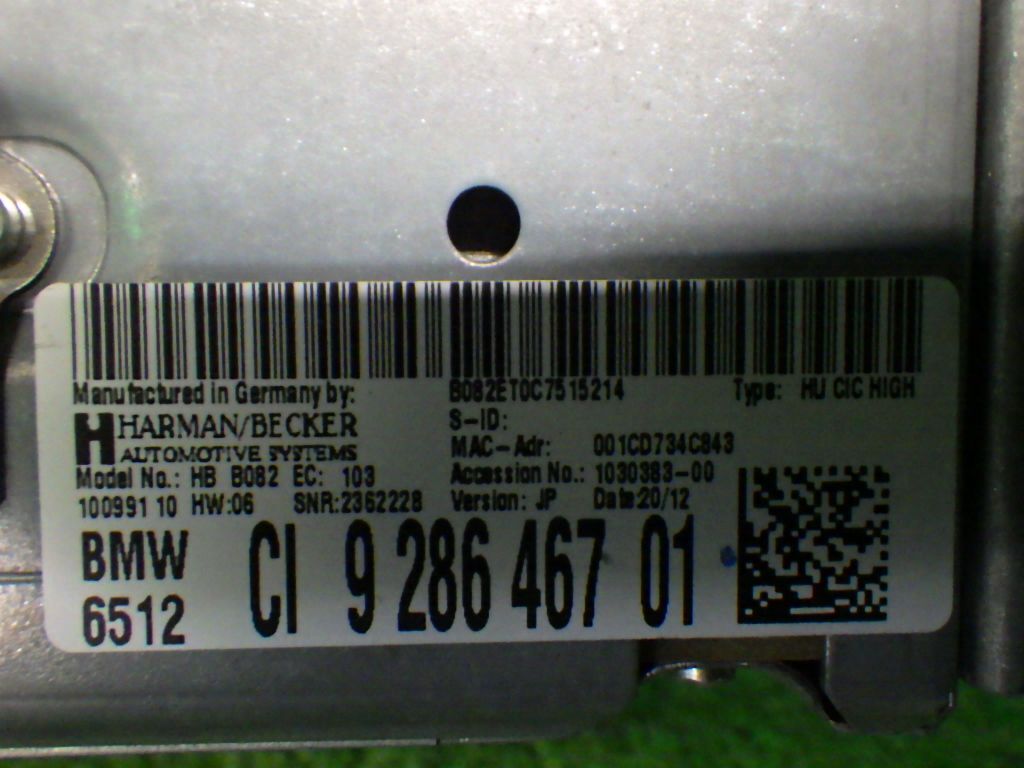 Manufactured in Germany by: B082ET0C7515214 Type: HU CIC HIGH
H HARMAN/BECKER S-ID:
AUTOMOTIVE SYSTEMS MAC-Adr: 001CD734C843
Model No.: HB B082 EC: 103 Accession No.: 1030383-00
100991 10 HW:06 SNR:2362228 Version: JP Date:20/12
BMW CI 9 286 467 01
6512